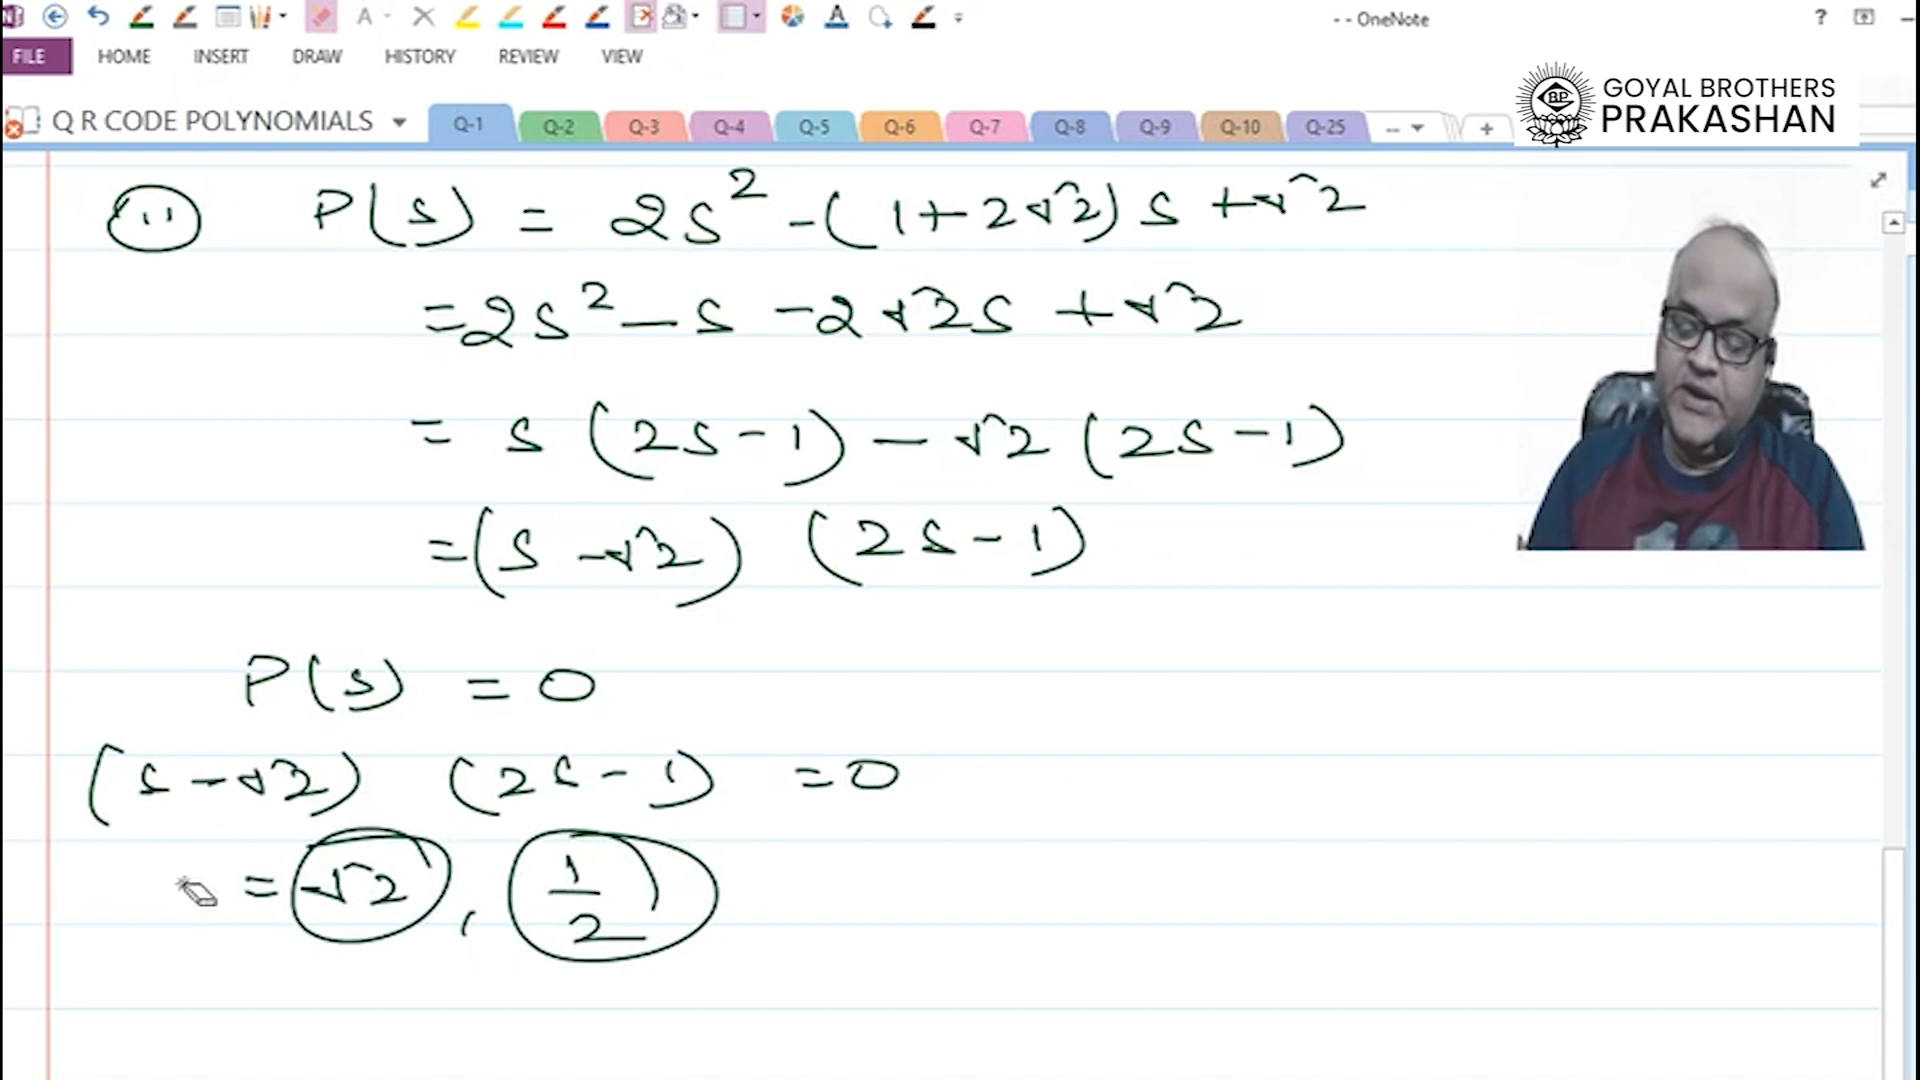 - - OneNote
?
FILE HOME INSERT DRAW HISTORY REVIEW VIEW
GOYAL BROTHERS
PRAKASHAN
Q R CODE POLYNOMIALS Q-1 Q-2 Q-3 Q-4 Q-5 Q-6 Q-7 Q-8 Q-9 Q-10 Q-25 -- +
(ii) P(s) = 2s² -(1+2√2)s +√2
=2s² -s -2√2s +√2
= s (2s-1) -√2 (2s-1)
=(s -√2) (2s-1)
P(s) =0
(s-√2) (2s-1) =0
= √2 , 1/2